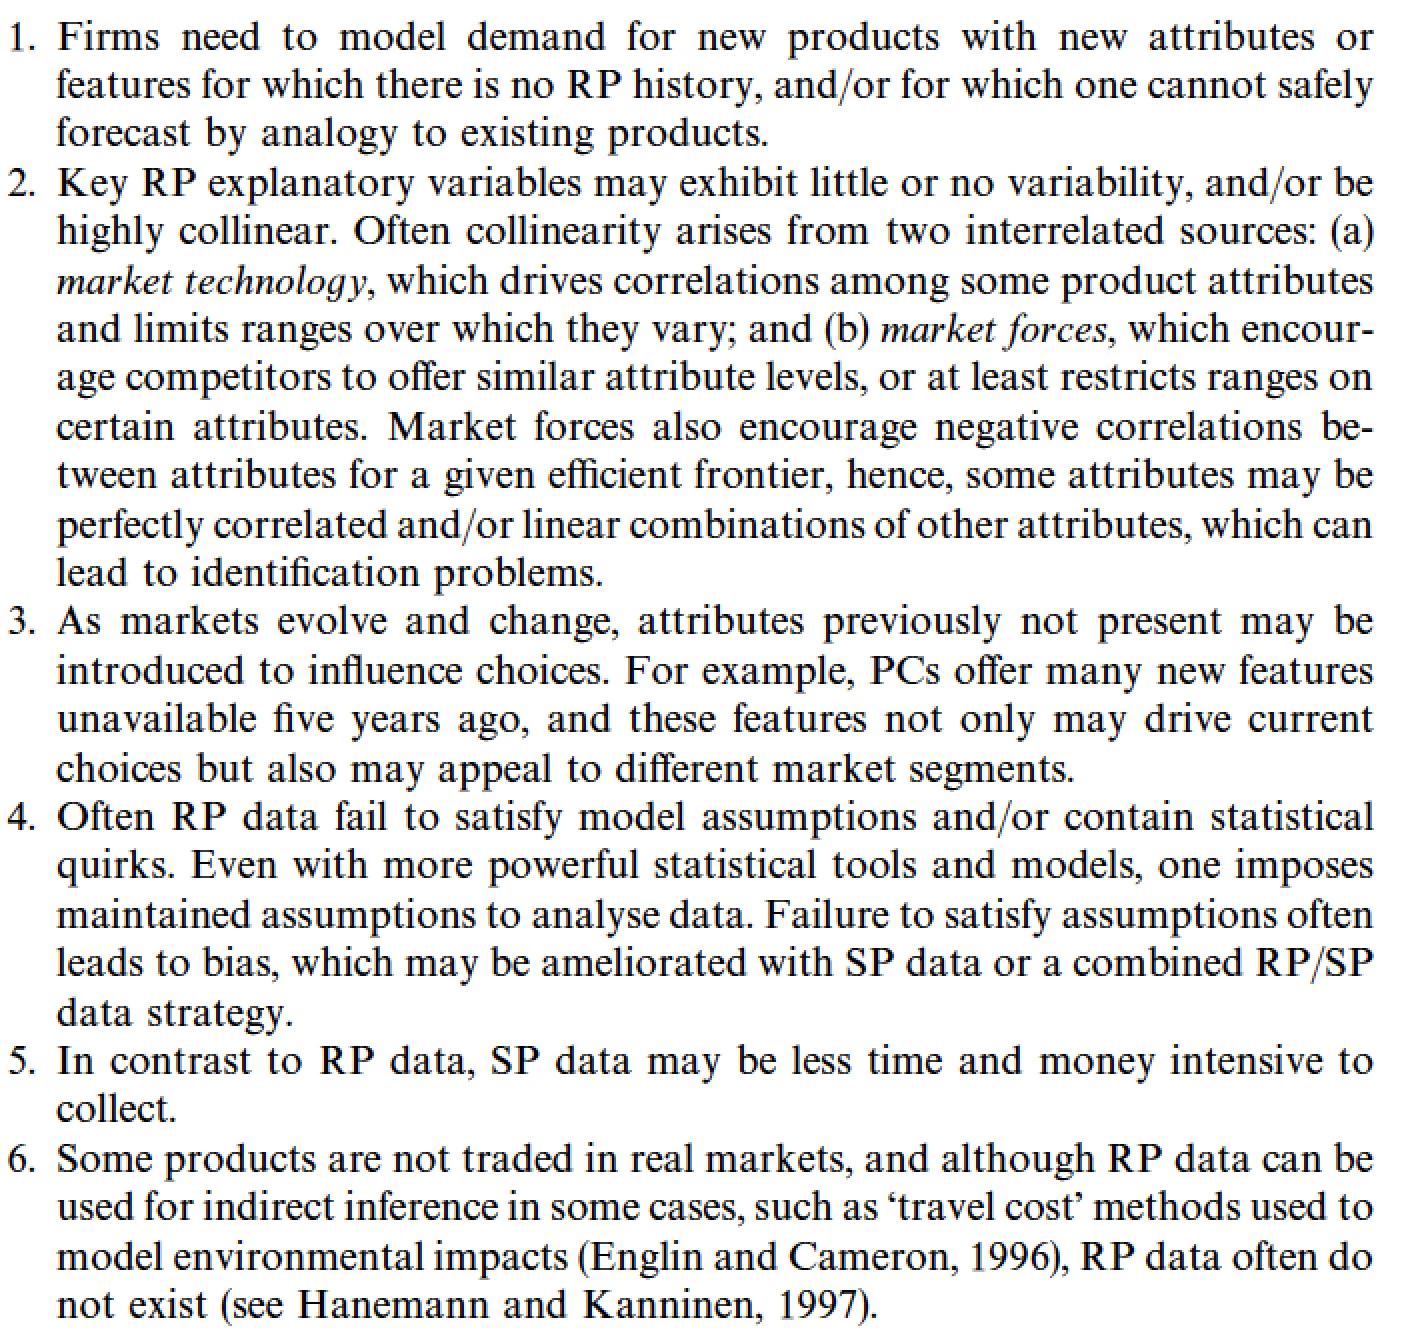 1. Firms need to model demand for new products with new attributes or
features for which there is no RP history, and/or for which one cannot safely
forecast by analogy to existing products.
2. Key RP explanatory variables may exhibit little or no variability, and/or be
highly collinear. Often collinearity arises from two interrelated sources: (a)
market technology, which drives correlations among some product attributes
and limits ranges over which they vary; and (b) market forces, which encour-
age competitors to offer similar attribute levels, or at least restricts ranges on
certain attributes. Market forces also encourage negative correlations be-
tween attributes for a given efficient frontier, hence, some attributes may be
perfectly correlated and/or linear combinations of other attributes, which can
lead to identification problems.
3. As markets evolve and change, attributes previously not present may be
introduced to influence choices. For example, PCs offer many new features
unavailable five years ago, and these features not only may drive current
choices but also may appeal to different market segments.
4. Often RP data fail to satisfy model assumptions and/or contain statistical
quirks. Even with more powerful statistical tools and models, one imposes
maintained assumptions to analyse data. Failure to satisfy assumptions often
leads to bias, which may be ameliorated with SP data or a combined RP/SP
data strategy.
5. In contrast to RP data, SP data may be less time and money intensive to
collect.
6. Some products are not traded in real markets, and although RP data can be
used for indirect inference in some cases, such as ‘travel cost’ methods used to
model environmental impacts (Englin and Cameron, 1996), RP data often do
not exist (see Hanemann and Kanninen, 1997).